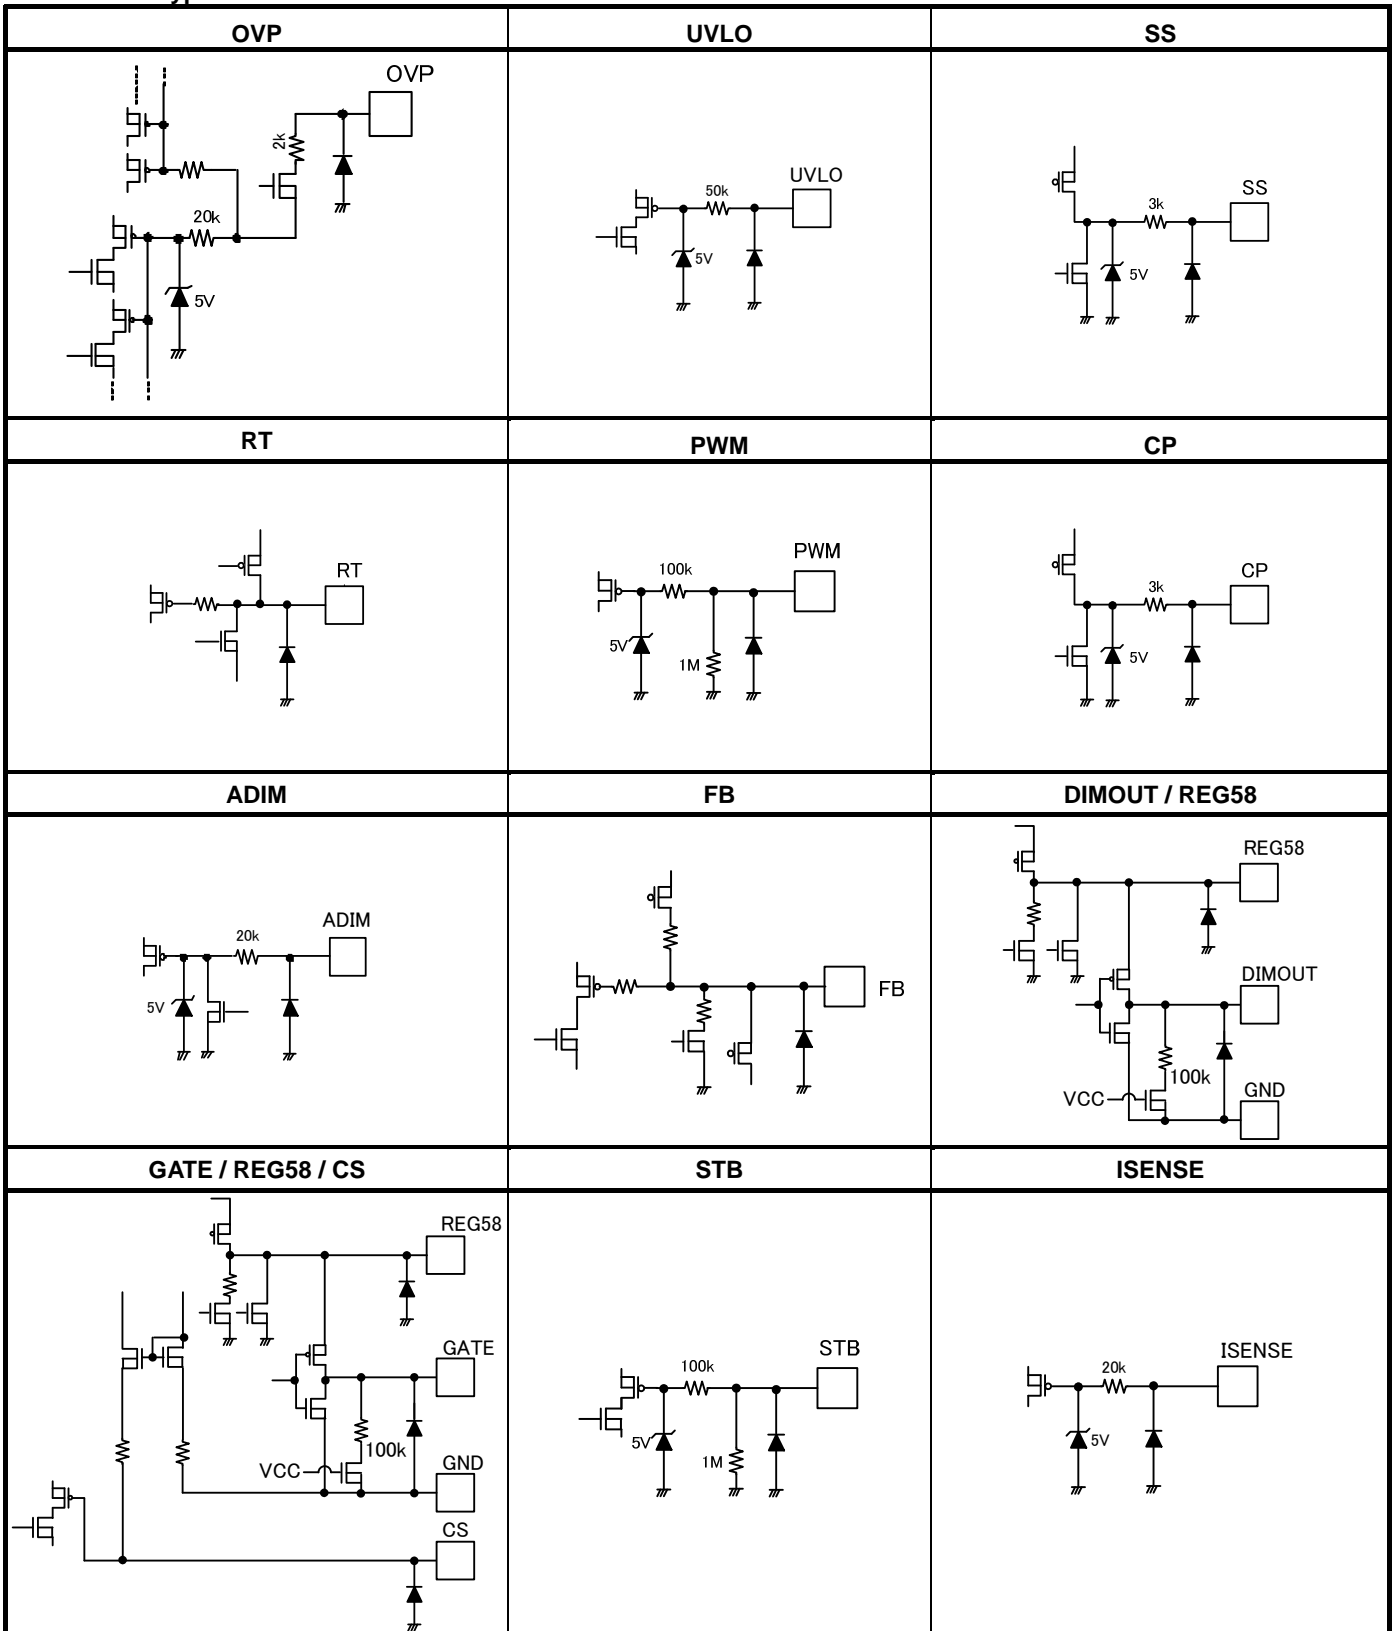 OVP
UVLO
SS
OVP
2k
20k
5V
UVLO
50k
5V
SS
3k
5V
RT
PWM
CP
RT
PWM
100k
5V
1M
CP
3k
5V
ADIM
FB
DIMOUT / REG58
ADIM
20k
5V
FB
REG58
DIMOUT
100k
VCC
GND
GATE / REG58 / CS
STB
ISENSE
REG58
GATE
100k
VCC
GND
CS
STB
100k
5V
1M
ISENSE
20k
5V